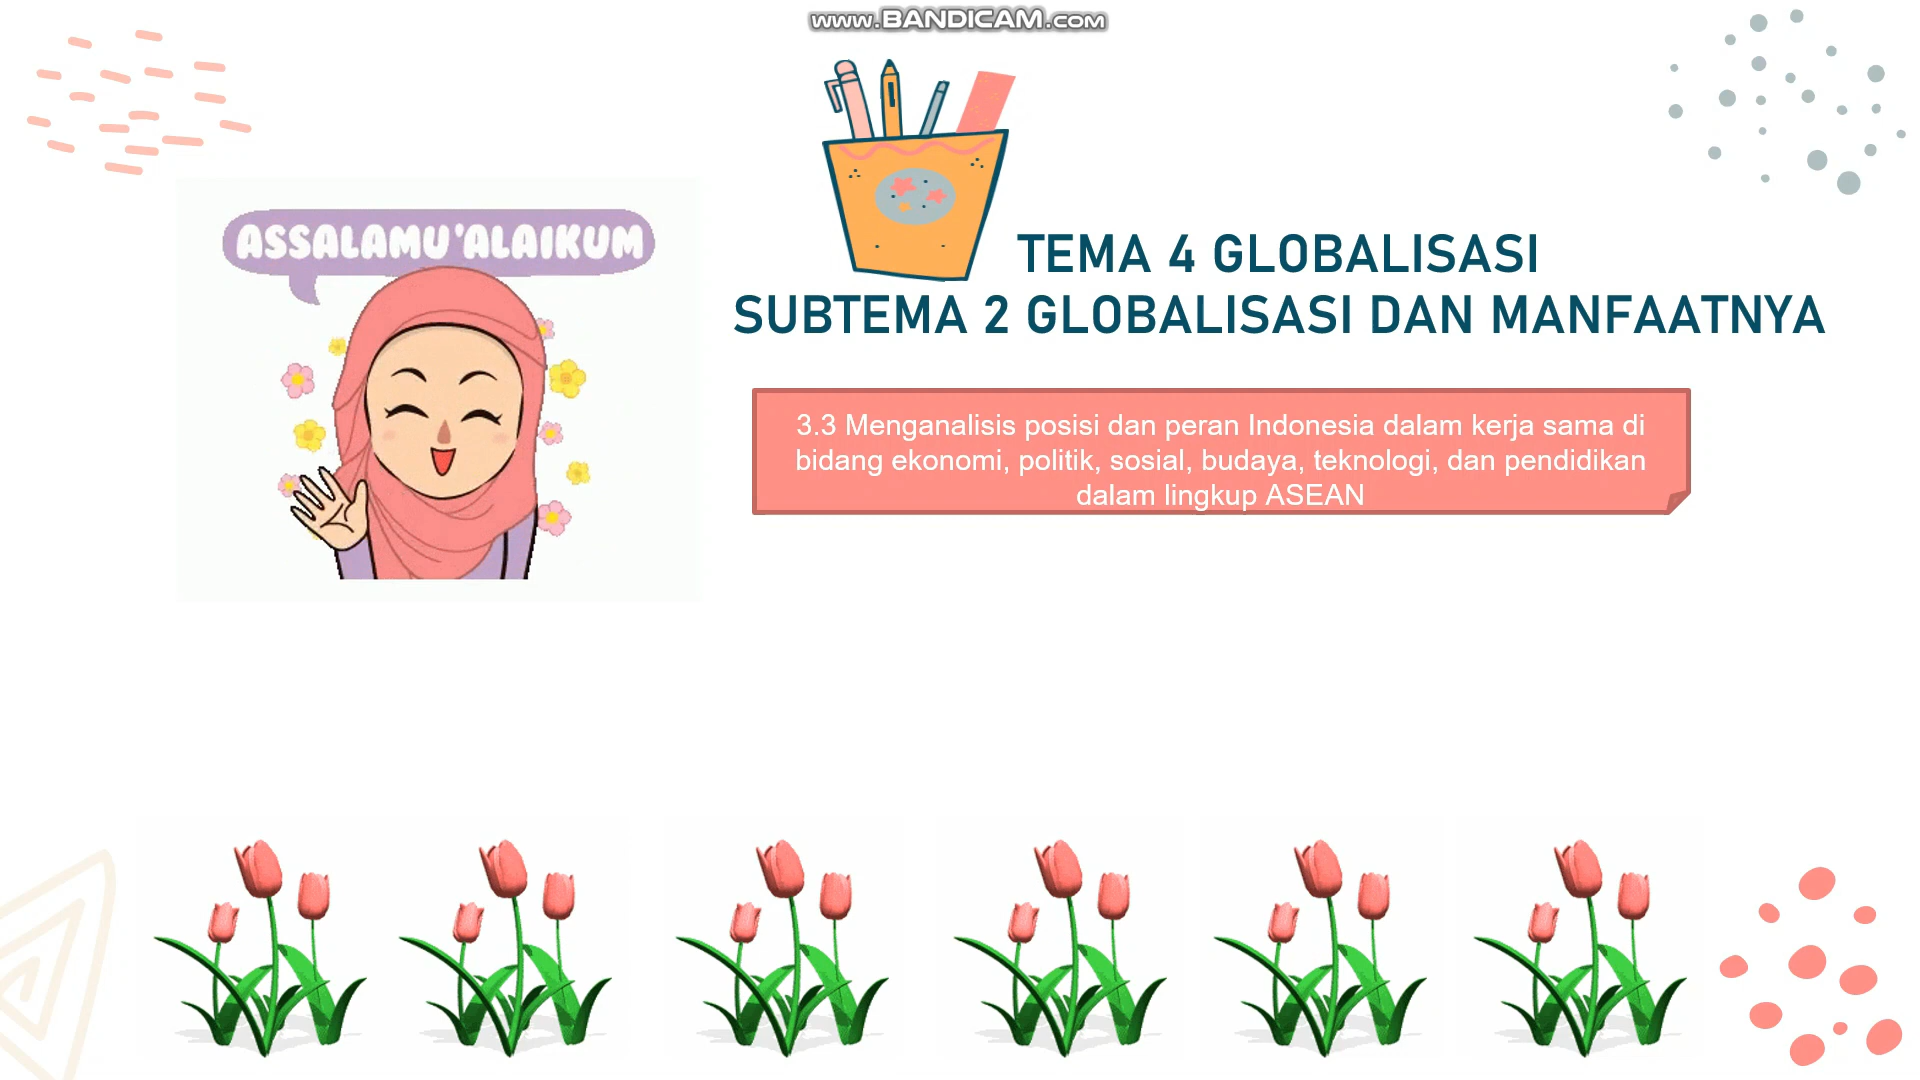 www.BANDICAM.com
ASSALAMU'ALAIKUM
TEMA 4 GLOBALISASI
SUBTEMA 2 GLOBALISASI DAN MANFAATNYA
3.3 Menganalisis posisi dan peran Indonesia dalam kerja sama di
bidang ekonomi, politik, sosial, budaya, teknologi, dan pendidikan
dalam lingkup ASEAN